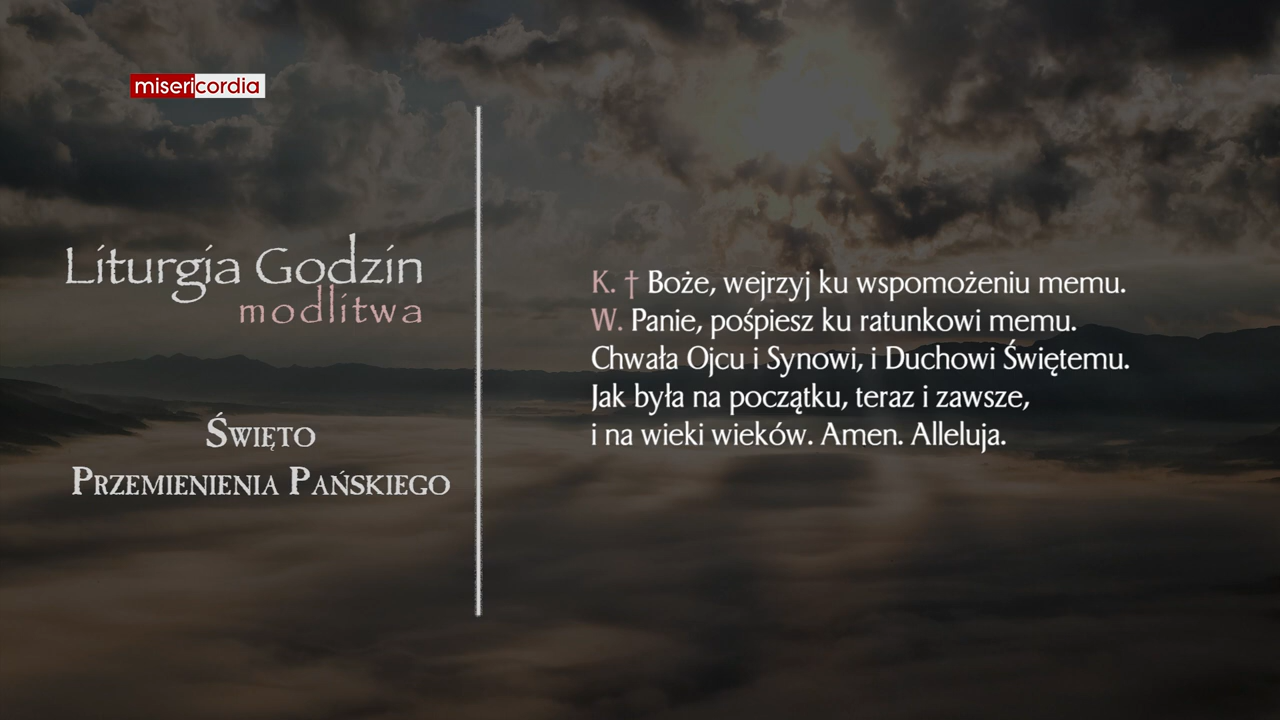 misericordia
Liturgia Godzin
modlitwa
Święto
Przemienienia Pańskiego
K. † Boże, wejrzyj ku wspomożeniu memu.
W. Panie, pośpiesz ku ratunkowi memu.
Chwała Ojcu i Synowi, i Duchowi Świętemu.
Jak była na początku, teraz i zawsze,
i na wieki wieków. Amen. Alleluja.